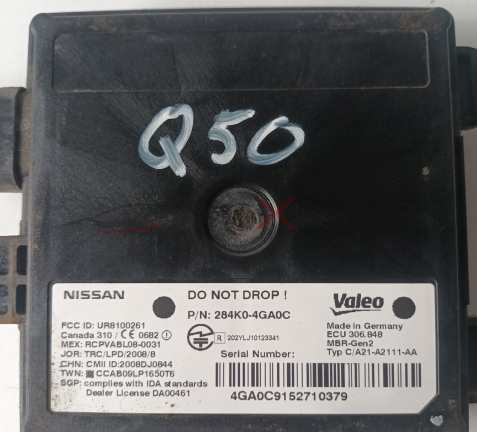 Q50
NISSAN
DO NOT DROP !
Valeo
P/N: 284K0-4GA0C
FCC ID: UR8100261
Canada 310 / CE 0682
MEX: RCPVABL08-0031
JOR: TRC/LPD/2008/8
CHN: CMII ID:2008DJ0844
TWN: CCAB09LP1650T6
SGP: complies with IDA standards
Dealer License DA00461
R 202YLJ10123341
Serial Number:
4GA0C9152710379
Made in Germany
ECU 306.848
MBR-Gen2
Typ C/A21-A2111-AA